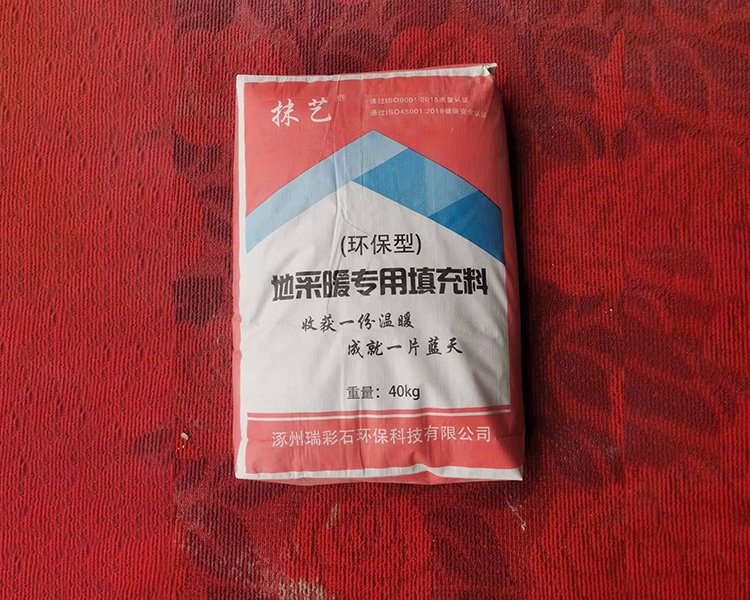 抹艺®
通过ISO9001:2015质量认证
通过ISO45001:2018健康安全认证
(环保型)
地采暖专用填充料
收获一份温暖
成就一片蓝天
重量：40kg
涿州瑞彩石环保科技有限公司